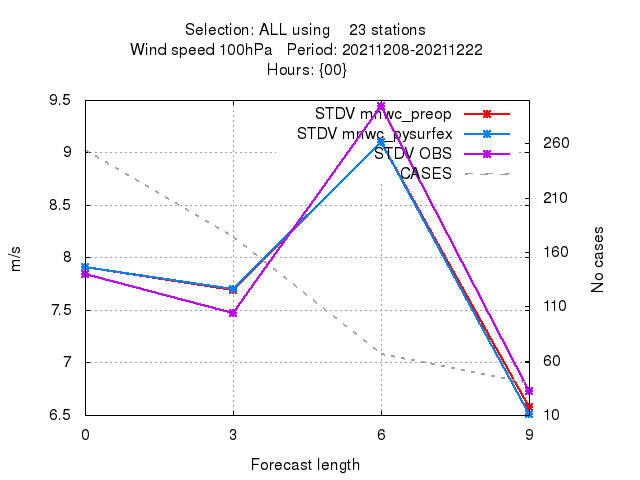 Selection: ALL using 23 stations
Wind speed 100hPa Period: 20211208-20211222
Hours: {00}
STDV mnwc_preop
STDV mnwc_pysurfex
STDV OBS
CASES
9.5
9
8.5
8
7.5
7
6.5
260
210
160
110
60
10
0 3 6 9
m/s
No cases
Forecast length